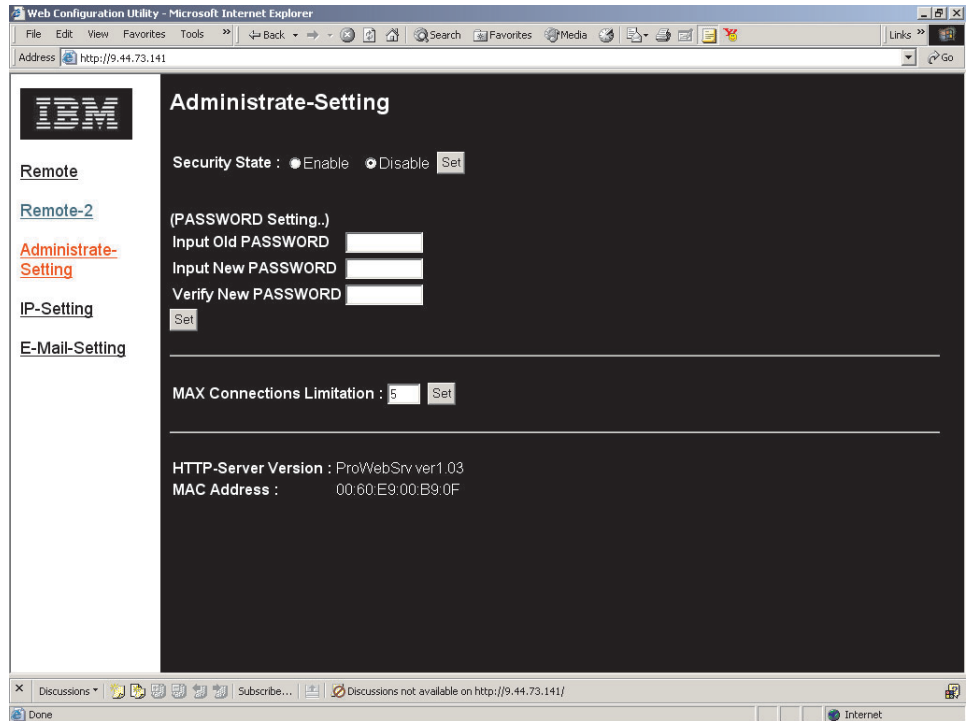 Web Configuration Utility - Microsoft Internet Explorer
File Edit View Favorites Tools » Back Search Favorites Media Links »
Address http://9.44.73.141 Go
IBM
Administrate-Setting
Security State : Enable Disable Set
Remote
Remote-2
Administrate-
Setting
IP-Setting
E-Mail-Setting
(PASSWORD Setting..)
Input Old PASSWORD
Input New PASSWORD
Verify New PASSWORD
Set
MAX Connections Limitation : 5 Set
HTTP-Server Version : ProWebSrv ver1.03
MAC Address : 00:60:E9:00:B9:0F
Discussions Subscribe... Discussions not available on http://9.44.73.141/
Done Internet